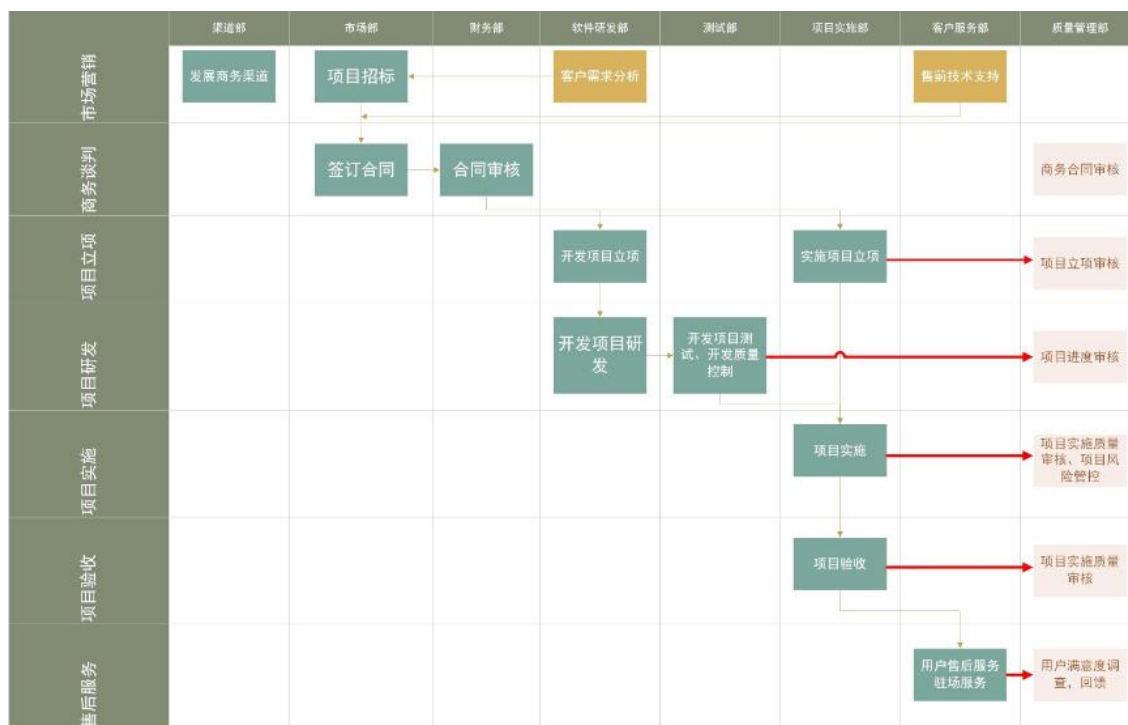 渠道部
市场部
财务部
软件研发部
测试部
项目实施部
客户服务部
质量管理部
市场营销
发展商务渠道
项目招标
客户需求分析
售前技术支持
商务谈判
签订合同
合同审核
商务合同审核
项目立项
开发项目立项
实施项目立项
项目立项审核
项目研发
开发项目研
发
开发项目测
试、开发质量
控制
项目进度审核
项目实施
项目实施
项目实施质量
审核、项目风
险管控
项目验收
项目验收
项目实施质量
审核
售后服务
用户售后服务
驻场服务
用户满意度调
查，回馈